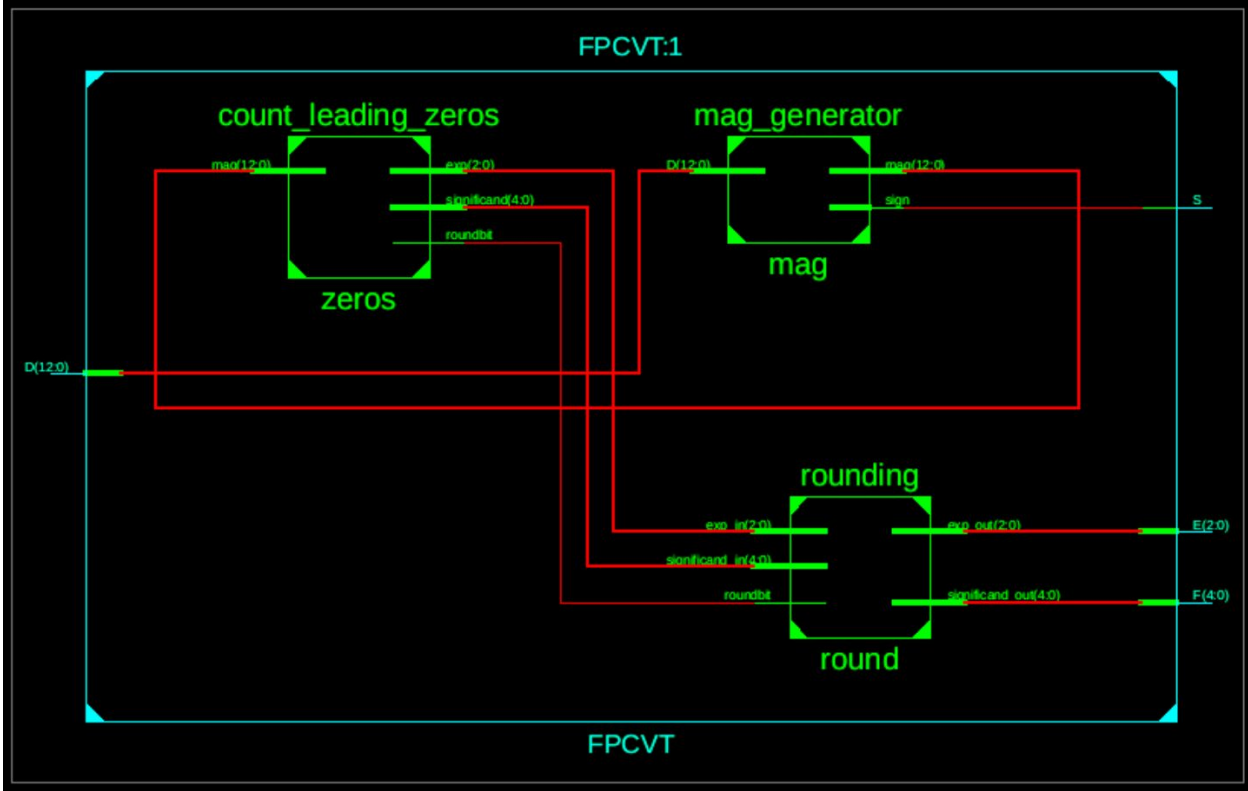 FPCVT:1
count_leading_zeros
mag(12:0)
exp(2:0)
significand(4:0)
roundbit
zeros
mag_generator
D(12:0)
mag(12:0)
sign
mag
S
D(12:0)
rounding
exp_in(2:0)
significand_in(4:0)
roundbit
exp_out(2:0)
significand_out(4:0)
round
E(2:0)
F(4:0)
FPCVT